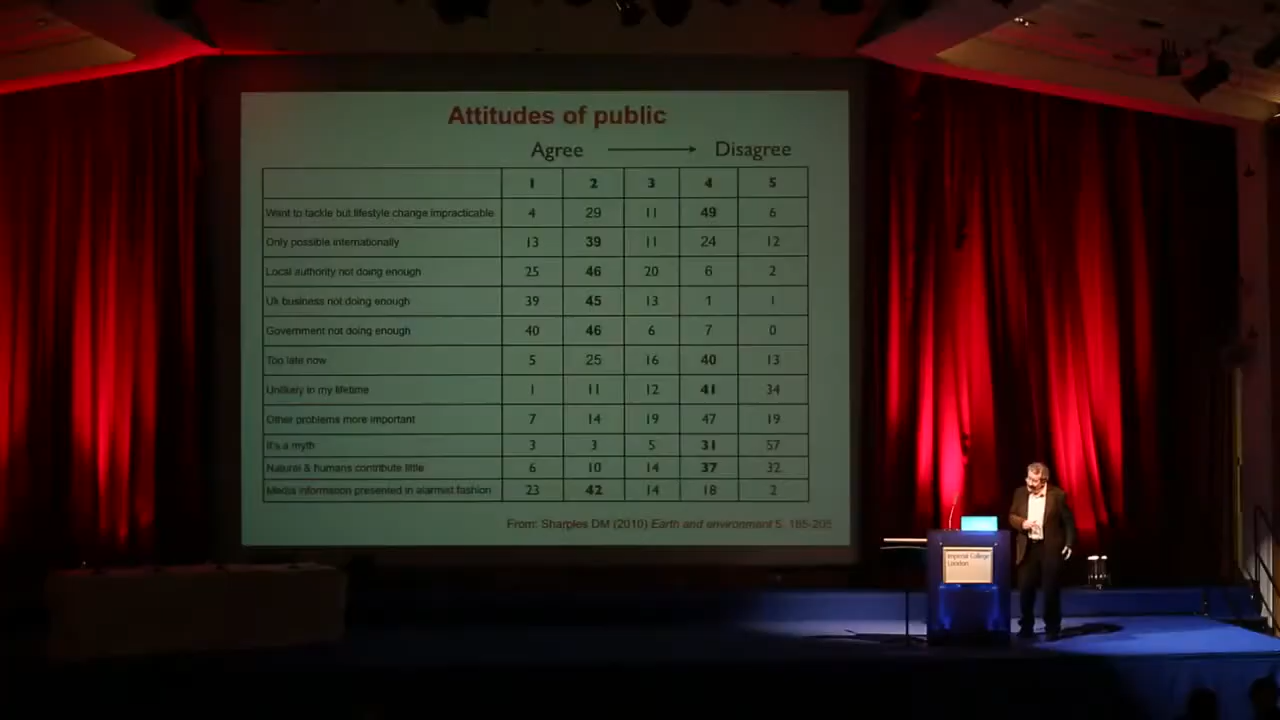 Attitudes of public
Agree Disagree
1 2 3 4 5
Want to tackle but lifestyle change impracticable 4 29 11 49 6
Only possible internationally 13 39 11 24 12
Local authority not doing enough 25 46 20 6 2
Uk business not doing enough 39 45 13 1 1
Government not doing enough 40 46 6 7 0
Too late now 5 25 16 40 13
Unlikely in my lifetime 1 11 12 41 34
Other problems more important 7 14 19 47 19
It's a myth 3 3 5 31 57
Natural & humans contribute little 6 10 14 37 32
Media information presented in alarmist fashion 23 42 14 18 2
From: Sharples DM (2010) Earth and environment 5: 185-205
Imperial College
London